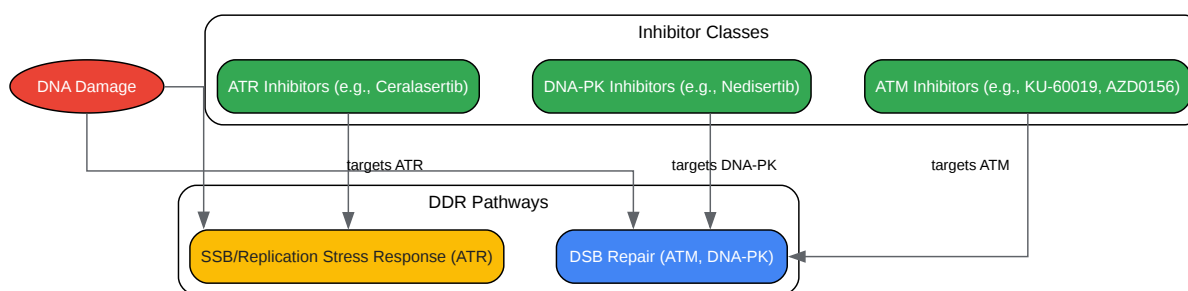 Inhibitor Classes
DNA Damage
ATR Inhibitors (e.g., Ceralasertib)
DNA-PK Inhibitors (e.g., Nedisertib)
ATM Inhibitors (e.g., KU-60019, AZD0156)
targets ATR
targets DNA-PK
targets ATM
DDR Pathways
SSB/Replication Stress Response (ATR)
DSB Repair (ATM, DNA-PK)